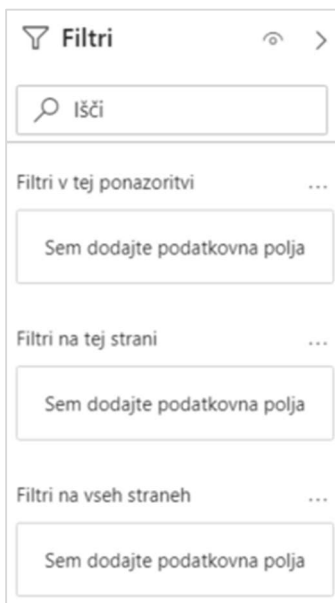 Filtri
Išči
Filtri v tej ponazoritvi
...
Sem dodajte podatkovna polja
Filtri na tej strani
...
Sem dodajte podatkovna polja
Filtri na vseh straneh
...
Sem dodajte podatkovna polja